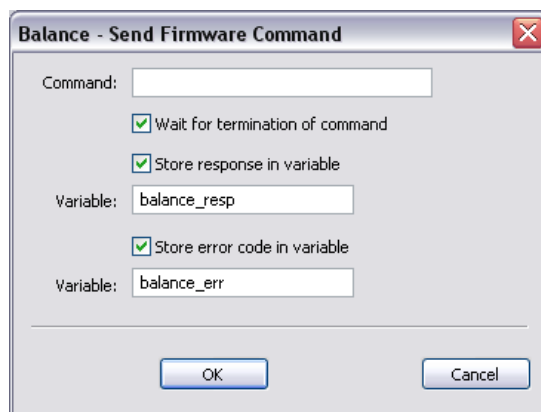 Balance - Send Firmware Command
Command:
Wait for termination of command
Store response in variable
Variable: balance_resp
Store error code in variable
Variable: balance_err
OK Cancel